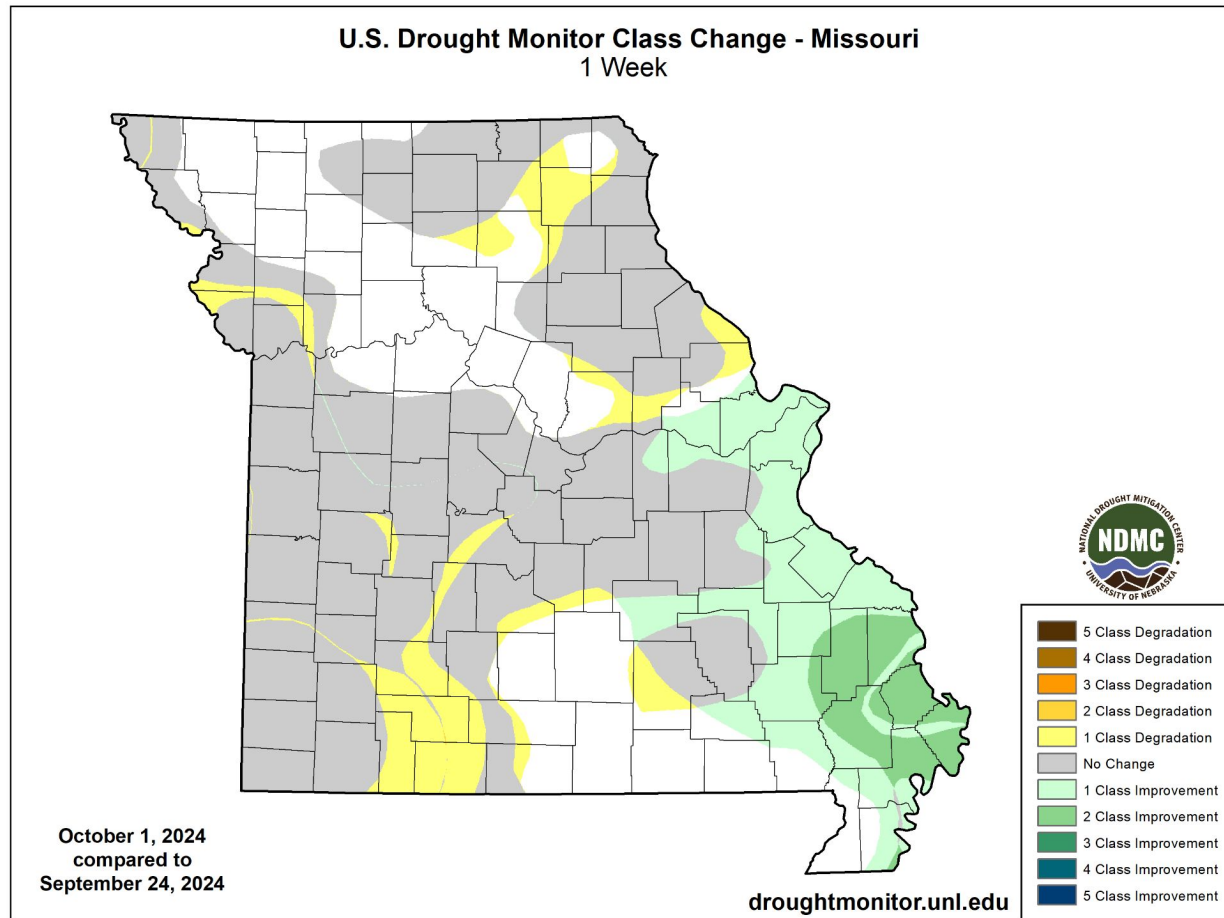 U.S. Drought Monitor Class Change - Missouri
1 Week
NATIONAL DROUGHT MITIGATION CENTER
NDMC
UNIVERSITY OF NEBRASKA
5 Class Degradation
4 Class Degradation
3 Class Degradation
2 Class Degradation
1 Class Degradation
No Change
1 Class Improvement
2 Class Improvement
3 Class Improvement
4 Class Improvement
5 Class Improvement
October 1, 2024
compared to
September 24, 2024
droughtmonitor.unl.edu